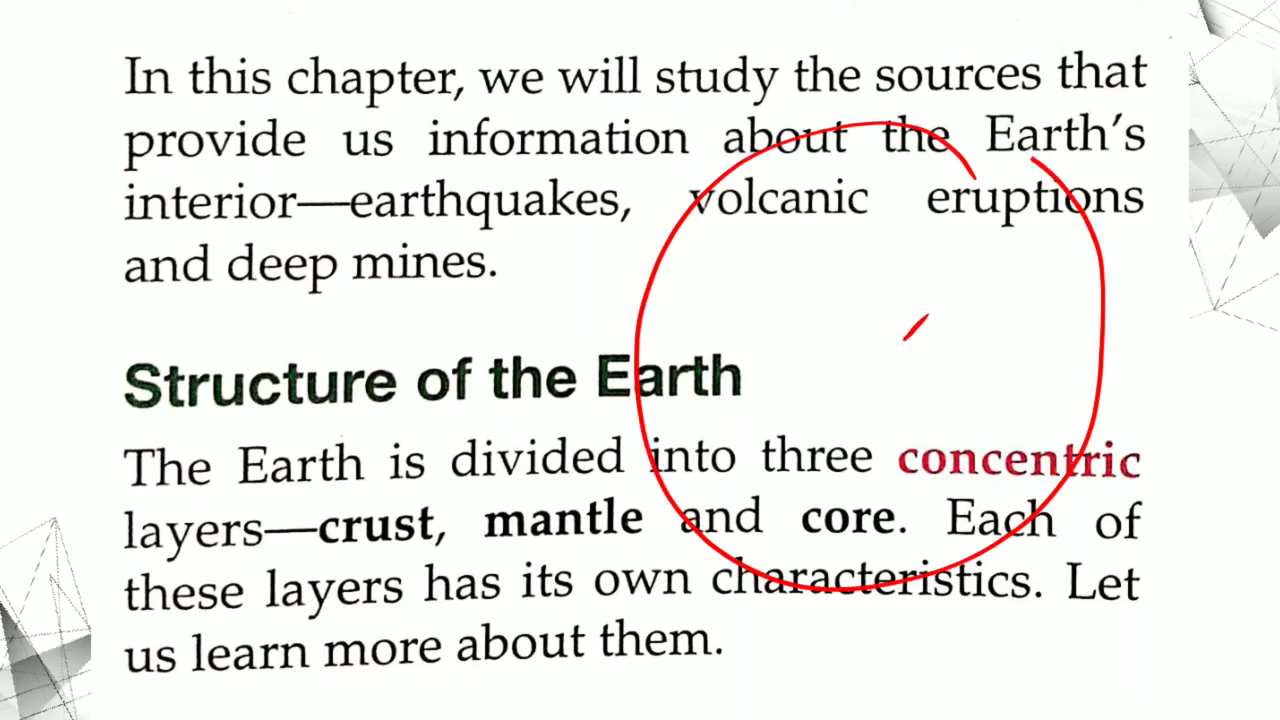 In this chapter, we will study the sources that
provide us information about the Earth's
interior—earthquakes, volcanic eruptions
and deep mines.
Structure of the Earth
The Earth is divided into three concentric
layers—crust, mantle and core. Each of
these layers has its own characteristics. Let
us learn more about them.